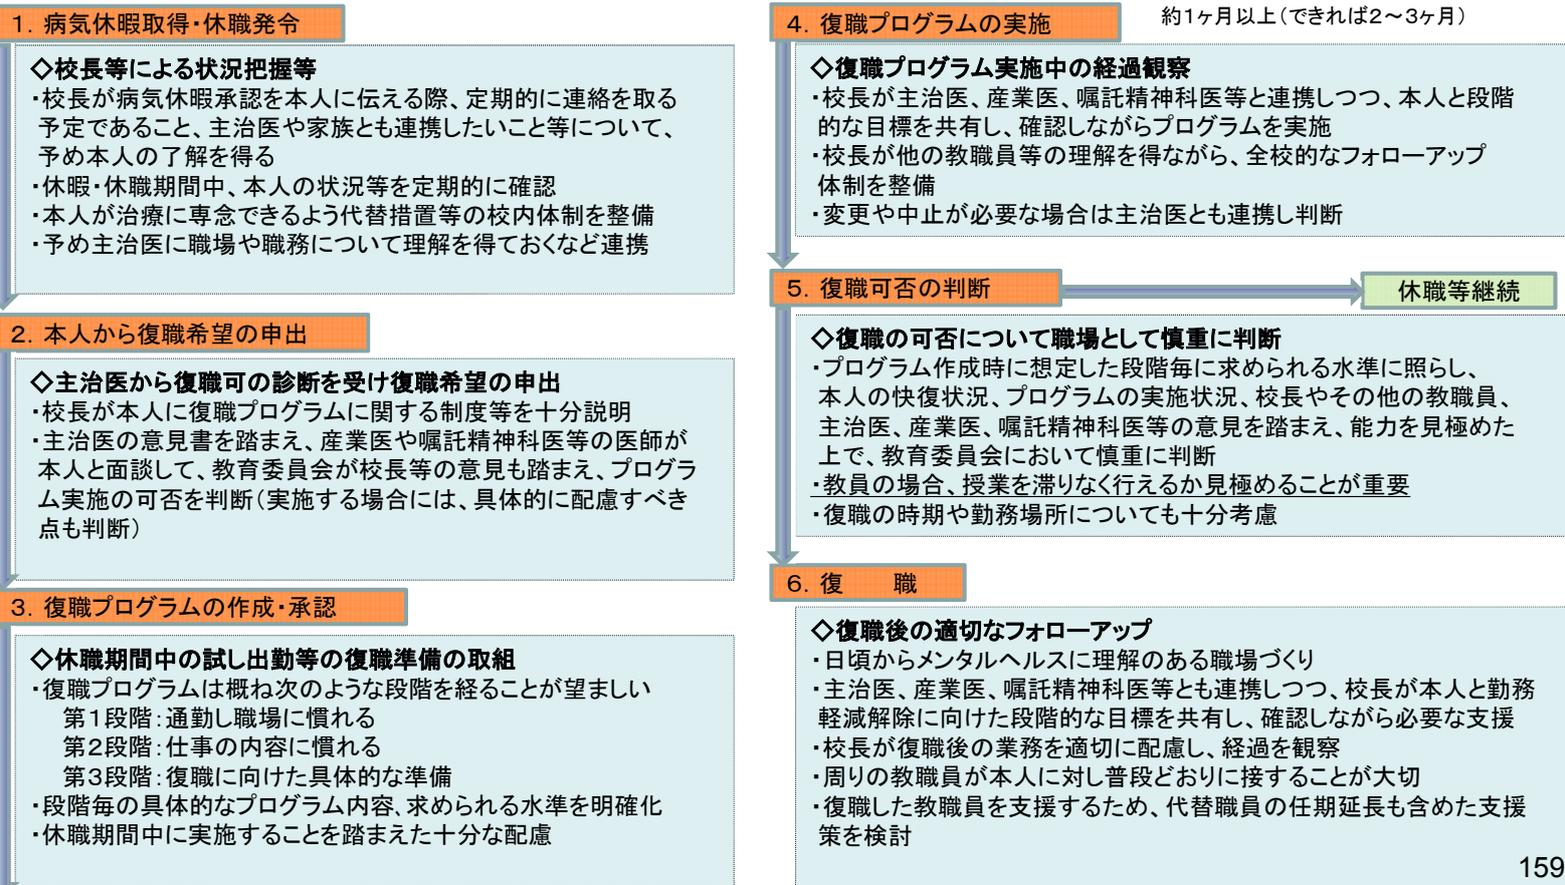 １．病気休暇取得・休職発令
◇校長等による状況把握等
・校長が病気休暇承認を本人に伝える際、定期的に連絡を取る
予定であること、主治医や家族とも連携したいこと等について、
予め本人の了解を得る
・休暇・休職期間中、本人の状況等を定期的に確認
・本人が治療に専念できるよう代替措置等の校内体制を整備
・予め主治医に職場や職務について理解を得ておくなど連携
２．本人から復職希望の申出
◇主治医から復職可の診断を受け復職希望の申出
・校長が本人に復職プログラムに関する制度等を十分説明
・主治医の意見書を踏まえ、産業医や嘱託精神科医等の医師が
本人と面談して、教育委員会が校長等の意見も踏まえ、プログラ
ム実施の可否を判断（実施する場合には、具体的に配慮すべき
点も判断）
３．復職プログラムの作成・承認
◇休職期間中の試し出勤等の復職準備の取組
・復職プログラムは概ね次のような段階を経ることが望ましい
第１段階：通勤し職場に慣れる
第２段階：仕事の内容に慣れる
第３段階：復職に向けた具体的な準備
・段階毎の具体的なプログラム内容、求められる水準を明確化
・休職期間中に実施することを踏まえた十分な配慮
４．復職プログラムの実施
約１ヶ月以上（できれば２～３ヶ月）
◇復職プログラム実施中の経過観察
・校長が主治医、産業医、嘱託精神科医等と連携しつつ、本人と段階
的な目標を共有し、確認しながらプログラムを実施
・校長が他の教職員等の理解を得ながら、全校的なフォローアップ
体制を整備
・変更や中止が必要な場合は主治医とも連携し判断
５．復職可否の判断
休職等継続
◇復職の可否について職場として慎重に判断
・プログラム作成時に想定した段階毎に求められる水準に照らし、
本人の快復状況、プログラムの実施状況、校長やその他の教職員、
主治医、産業医、嘱託精神科医等の意見を踏まえ、能力を見極めた
上で、教育委員会において慎重に判断
・教員の場合、授業を滞りなく行えるか見極めることが重要
・復職の時期や勤務場所についても十分考慮
６．復　　職
◇復職後の適切なフォローアップ
・日頃からメンタルヘルスに理解のある職場づくり
・主治医、産業医、嘱託精神科医等とも連携しつつ、校長が本人と勤務
軽減解除に向けた段階的な目標を共有し、確認しながら必要な支援
・校長が復職後の業務を適切に配慮し、経過を観察
・周りの教職員が本人に対し普段どおりに接することが大切
・復職した教職員を支援するため、代替職員の任期延長も含めた支援
策を検討
159